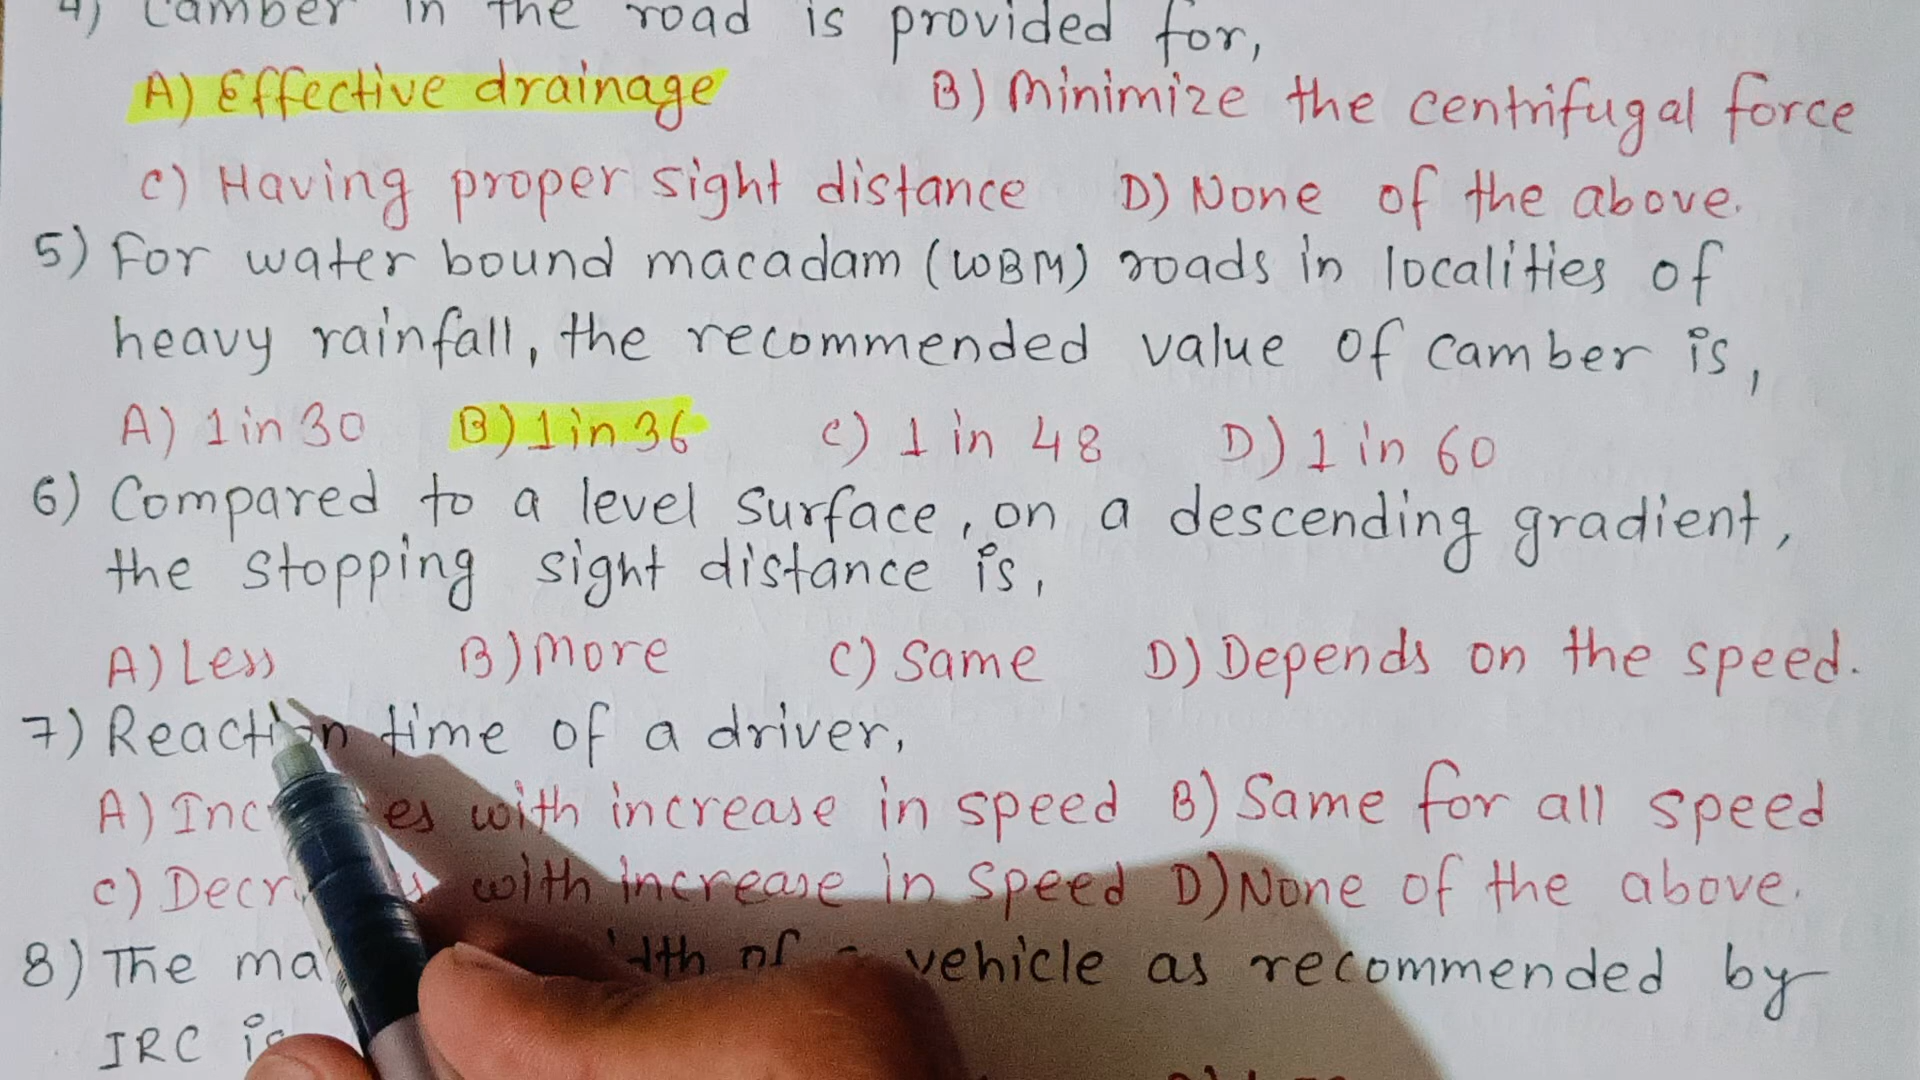 4) Camber in the road is provided for,
A) Effective drainage B) Minimize the centrifugal force
C) Having proper sight distance D) None of the above.
5) For water bound macadam (WBM) roads in localities of
heavy rainfall, the recommended value of camber is,
A) 1 in 30 B) 1 in 36 C) 1 in 48 D) 1 in 60
6) Compared to a level surface, on a descending gradient,
the stopping sight distance is,
A) Less B) More C) Same D) Depends on the speed.
7) Reaction time of a driver,
A) with increase in speed B) Same for all speed
C) with increase in speed D) None of the above.
8) The of a vehicle as recommended by
IRC is